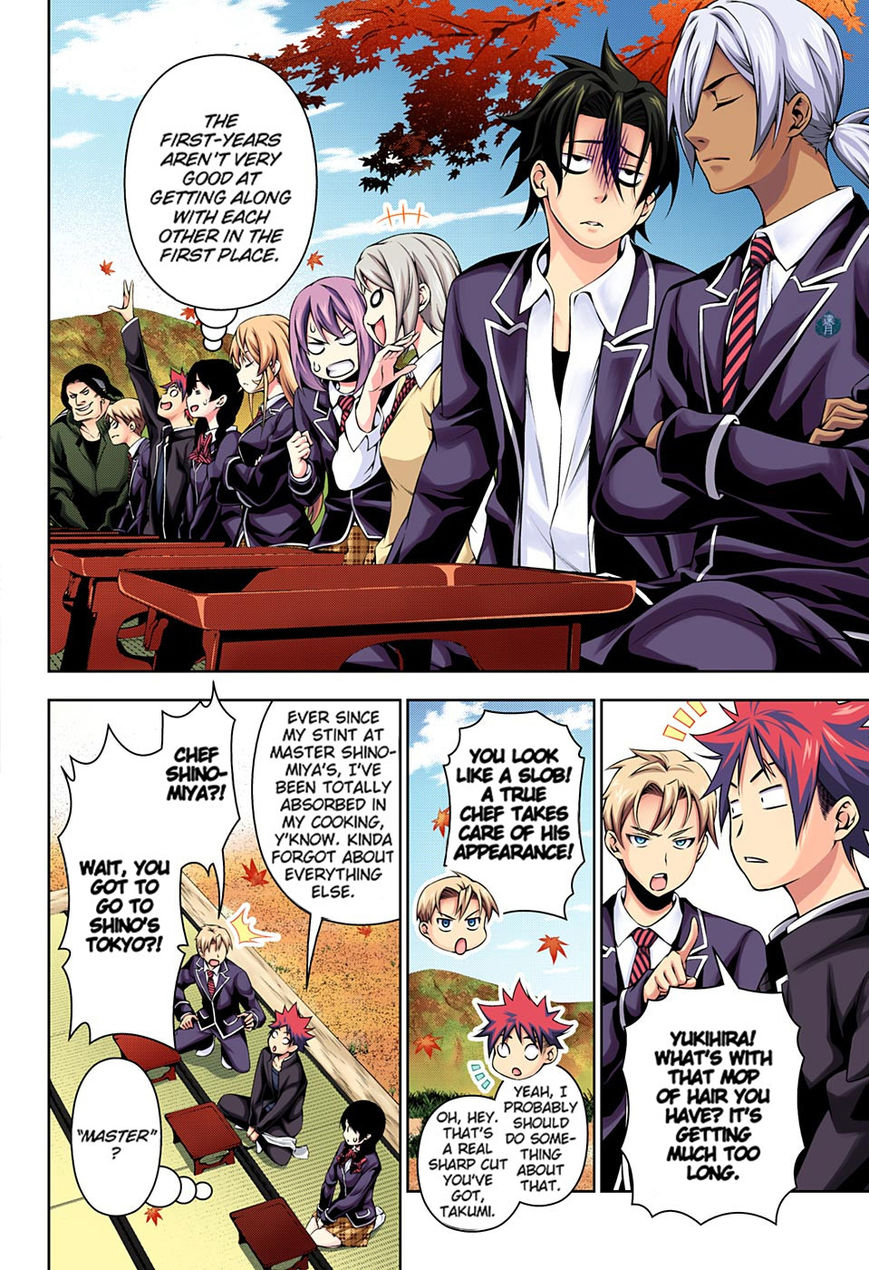 THE
FIRST-YEARS
AREN'T VERY
GOOD AT
GETTING ALONG
WITH EACH
OTHER IN THE
FIRST PLACE.
YUKIHIRA!
WHAT'S WITH
THAT MOP
OF HAIR YOU
HAVE? IT'S
GETTING
MUCH TOO
LONG.
YOU LOOK
LIKE A SLOB!
A TRUE
CHEF TAKES
CARE OF HIS
APPEARANCE!
YEAH, I
PROBABLY
SHOULD
DO SOME-
THING
ABOUT
THAT.
OH, HEY.
THAT'S
A REAL
SHARP CUT
YOU'VE
GOT,
TAKUMI.
EVER SINCE
MY STINT AT
MASTER SHINO-
MIYA'S, I'VE
BEEN TOTALLY
ABSORBED IN
MY COOKING,
Y'KNOW. KINDA
FORGOT ABOUT
EVERYTHING
ELSE.
CHEF
SHINO-
MIYA?!
WAIT, YOU
GOT TO
GO TO
SHINO'S
TOKYO?!
"MASTER"
?
遠月